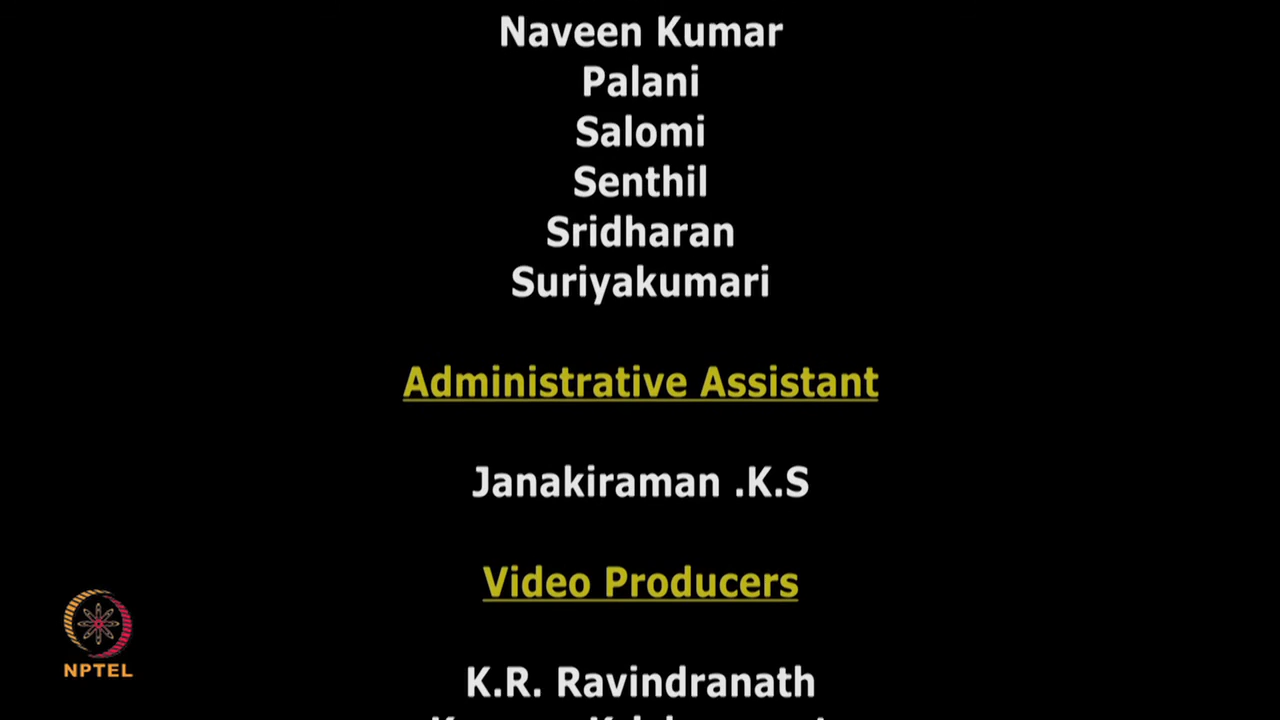 Naveen Kumar
Palani
Salomi
Senthil
Sridharan
Suriyakumari
Administrative Assistant
Janakiraman .K.S
Video Producers
K.R. Ravindranath
NPTEL